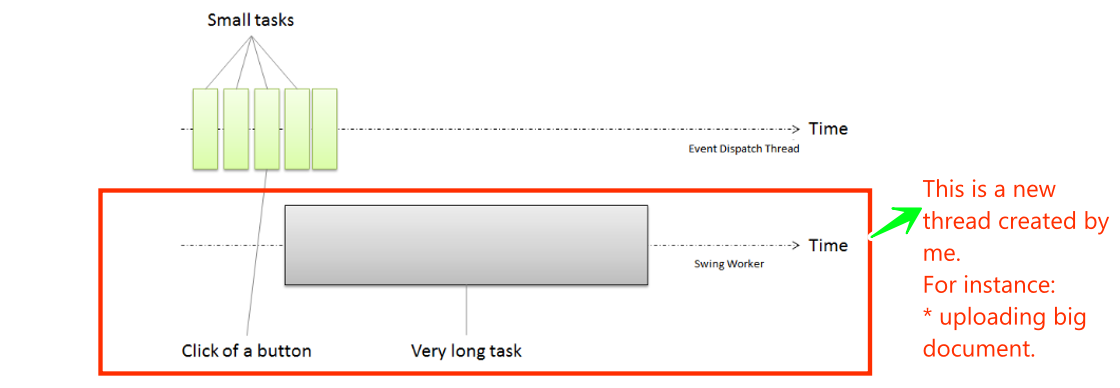 Small tasks
Time
Event Dispatch Thread
This is a new
thread created by
me.
For instance:
* uploading big
document.
Time
Swing Worker
Click of a button
Very long task